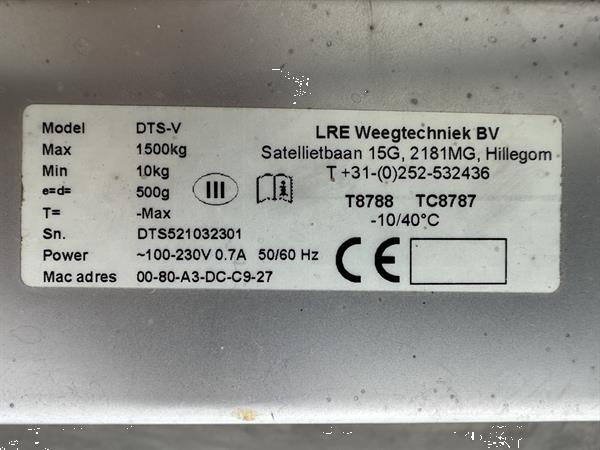 Model DTS-V
Max 1500kg
Min 10kg
e=d= 500g
T= -Max
Sn. DTS521032301
Power ~100-230V 0.7A 50/60 Hz
Mac adres 00-80-A3-DC-C9-27
III
i
LRE Weegtechniek BV
Satellietbaan 15G, 2181MG, Hillegom
T +31-(0)252-532436
T8788 TC8787
-10/40°C
CE